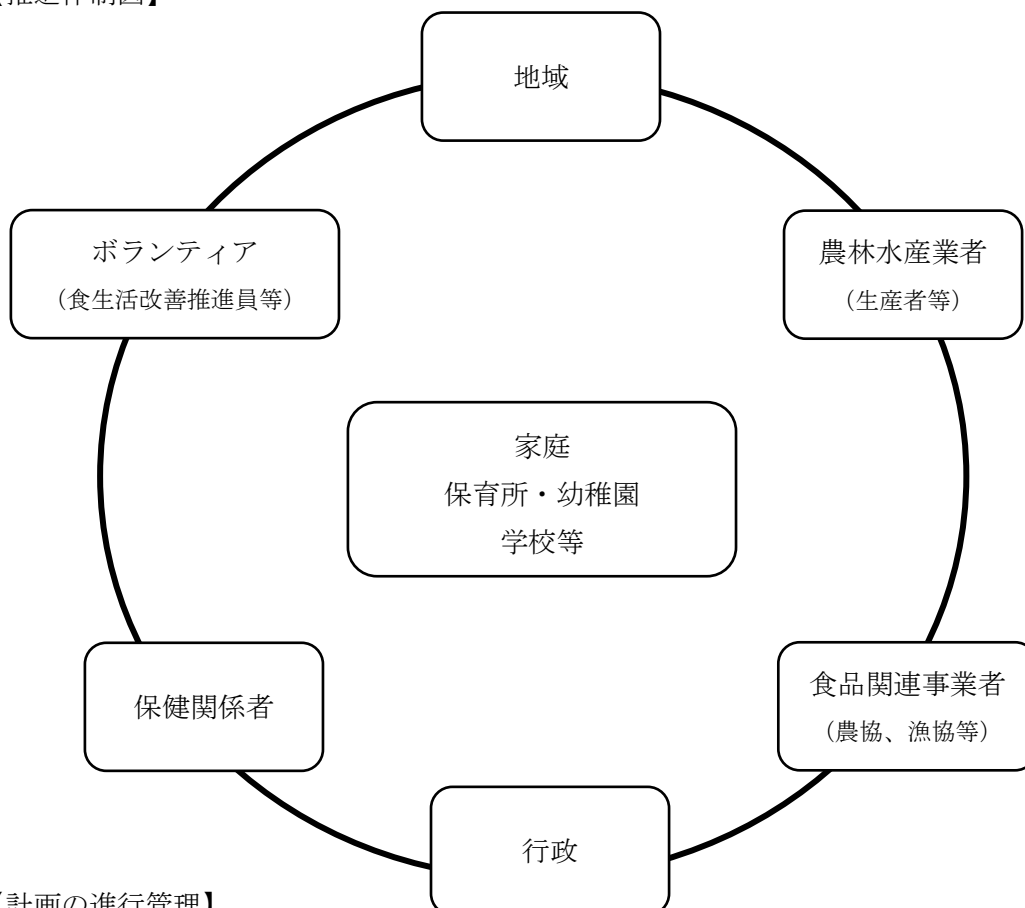 推進体制図】
地域
ボランティア
（食生活改善推進員等）
農林水産業者
（生産者等）
家庭
保育所・幼稚園
学校等
保健関係者
食品関連事業者
（農協、漁協等）
行政
【計画の進行管理】